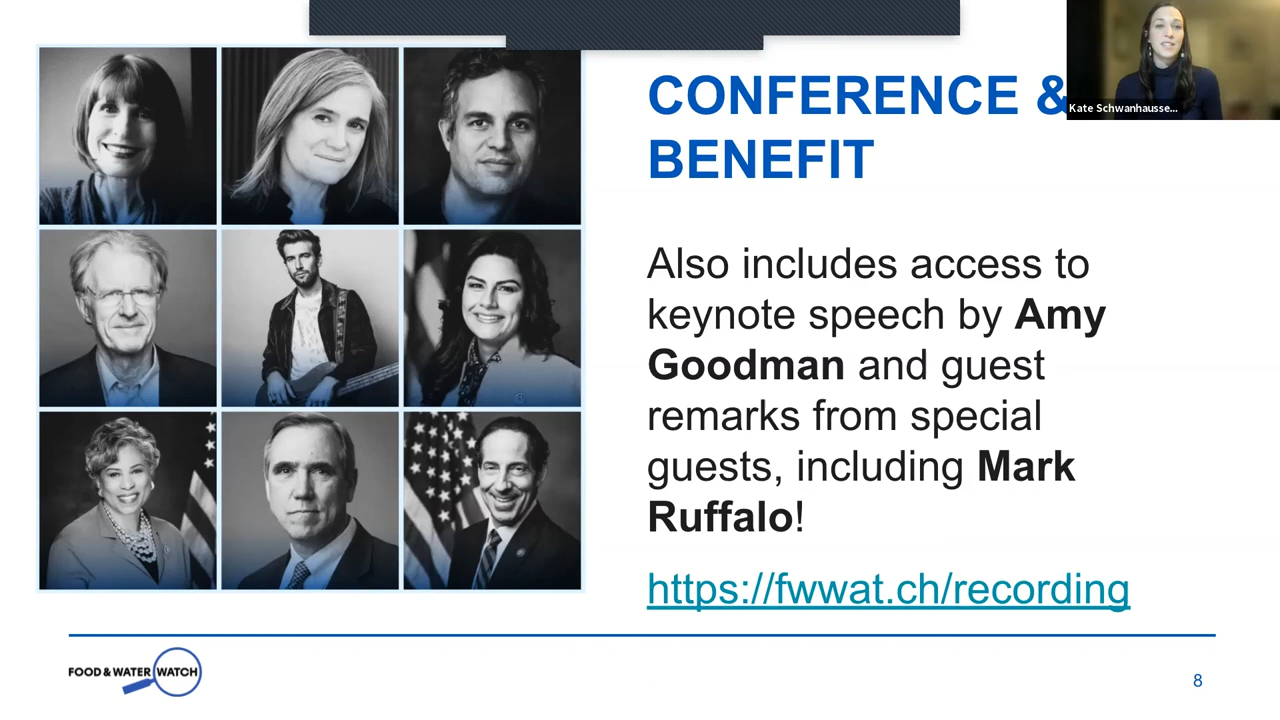 CONFERENCE &
BENEFIT
Kate Schwanhausse...
Also includes access to
keynote speech by Amy
Goodman and guest
remarks from special
guests, including Mark
Ruffalo!
https://fwwat.ch/recording
FOOD & WATER WATCH
8